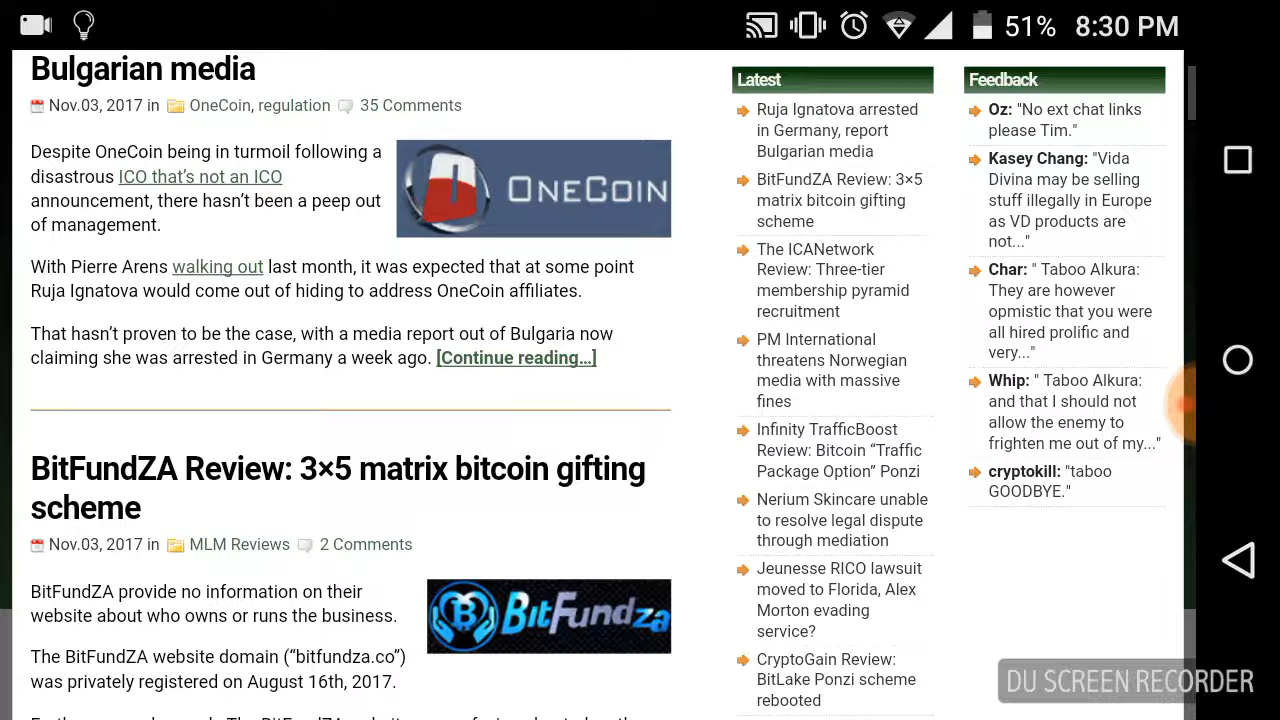 51% 8:30 PM
Bulgarian media
Nov.03, 2017 in OneCoin, regulation 35 Comments
Despite OneCoin being in turmoil following a
disastrous ICO that's not an ICO
announcement, there hasn't been a peep out
of management.
ONECOIN
With Pierre Arens walking out last month, it was expected that at some point
Ruja Ignatova would come out of hiding to address OneCoin affiliates.
That hasn't proven to be the case, with a media report out of Bulgaria now
claiming she was arrested in Germany a week ago. [Continue reading…]
BitFundZA Review: 3×5 matrix bitcoin gifting
scheme
Nov.03, 2017 in MLM Reviews 2 Comments
BitFundZA provide no information on their
website about who owns or runs the business.
BitFundza
The BitFundZA website domain (“bitfundza.co”)
was privately registered on August 16th, 2017.
Latest
Ruja Ignatova arrested
in Germany, report
Bulgarian media
BitFundZA Review: 3×5
matrix bitcoin gifting
scheme
The ICANetwork
Review: Three-tier
membership pyramid
recruitment
PM International
threatens Norwegian
media with massive
fines
Infinity TrafficBoost
Review: Bitcoin “Traffic
Package Option” Ponzi
Nerium Skincare unable
to resolve legal dispute
through mediation
Jeunesse RICO lawsuit
moved to Florida, Alex
Morton evading
service?
CryptoGain Review:
BitLake Ponzi scheme
rebooted
Feedback
Oz: "No ext chat links
please Tim."
Kasey Chang: "Vida
Divina may be selling
stuff illegally in Europe
as VD products are
not..."
Char: " Taboo Alkura:
They are however
opmistic that you were
all hired prolific and
very..."
Whip: " Taboo Alkura:
and that I should not
allow the enemy to
frighten me out of my..."
cryptokill: "taboo
GOODBYE."
DU SCREEN RECORDER